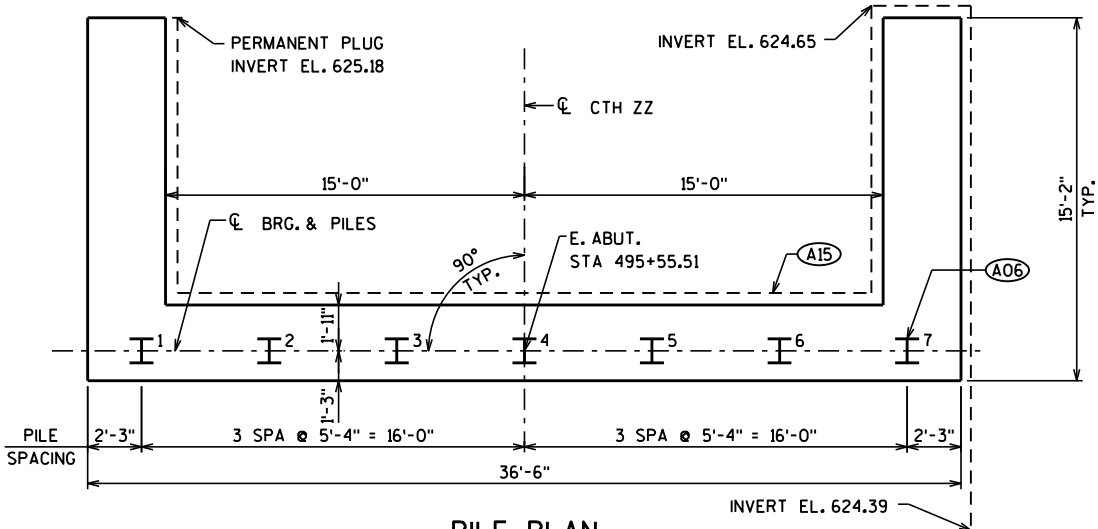 PERMANENT PLUG
INVERT EL. 625.18
INVERT EL. 624.65
℄ CTH ZZ
15'-0"
15'-0"
15'-2"
TYP.
℄ BRG. & PILES
E. ABUT.
STA 495+55.51
90°
TYP.
A15
A06
1'-11"
1 2 3 4 5 6 7
1'-3"
PILE
SPACING
2'-3"
3 SPA @ 5'-4" = 16'-0"
3 SPA @ 5'-4" = 16'-0"
2'-3"
36'-6"
INVERT EL. 624.39
PILE PLAN